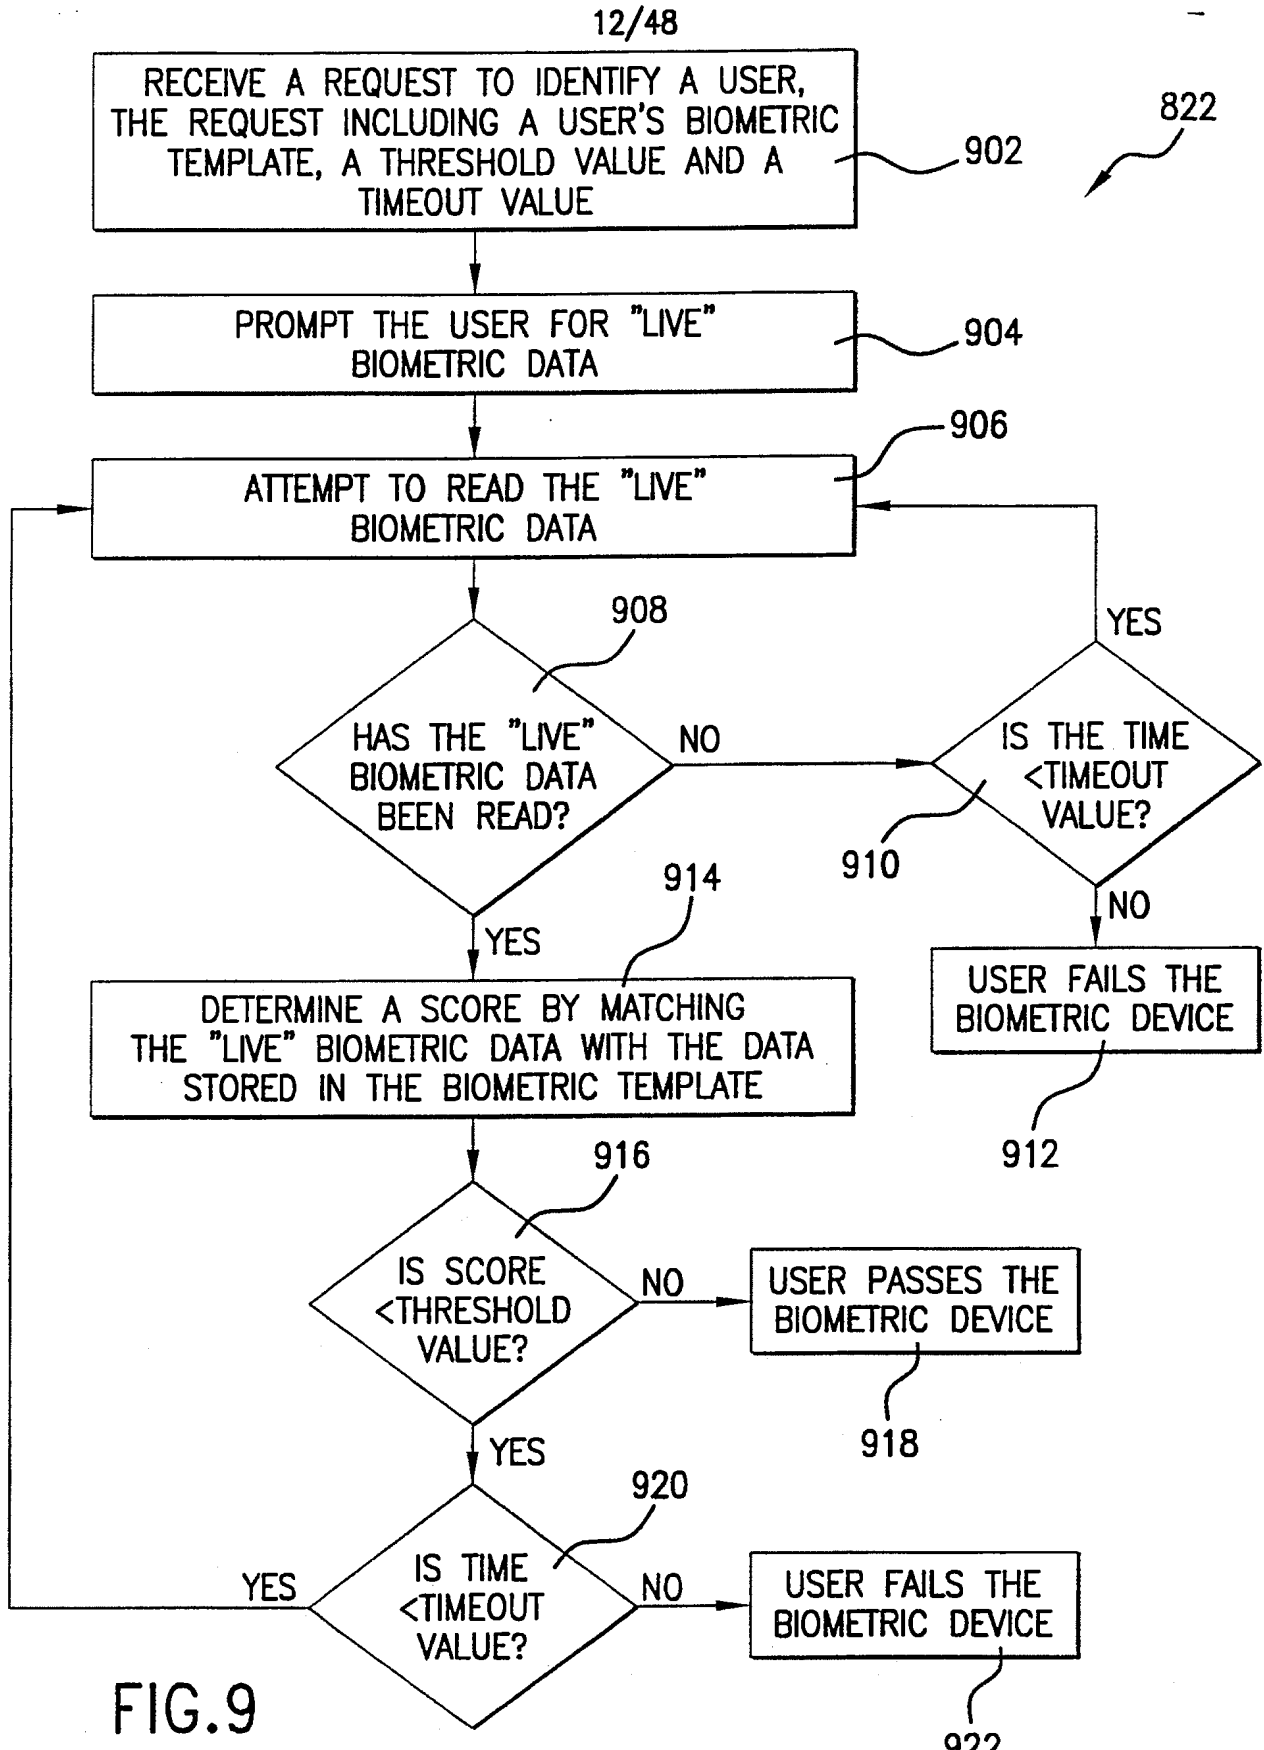 12/48
RECEIVE A REQUEST TO IDENTIFY A USER,
THE REQUEST INCLUDING A USER'S BIOMETRIC
TEMPLATE, A THRESHOLD VALUE AND A
TIMEOUT VALUE
902
822
PROMPT THE USER FOR "LIVE"
BIOMETRIC DATA
904
906
ATTEMPT TO READ THE "LIVE"
BIOMETRIC DATA
908
HAS THE "LIVE"
BIOMETRIC DATA
BEEN READ?
NO
YES
IS THE TIME
<TIMEOUT
VALUE?
910
NO
USER FAILS THE
BIOMETRIC DEVICE
912
YES
914
DETERMINE A SCORE BY MATCHING
THE "LIVE" BIOMETRIC DATA WITH THE DATA
STORED IN THE BIOMETRIC TEMPLATE
916
IS SCORE
<THRESHOLD
VALUE?
NO
USER PASSES THE
BIOMETRIC DEVICE
918
YES
920
IS TIME
<TIMEOUT
VALUE?
YES
NO
USER FAILS THE
BIOMETRIC DEVICE
922
FIG.9